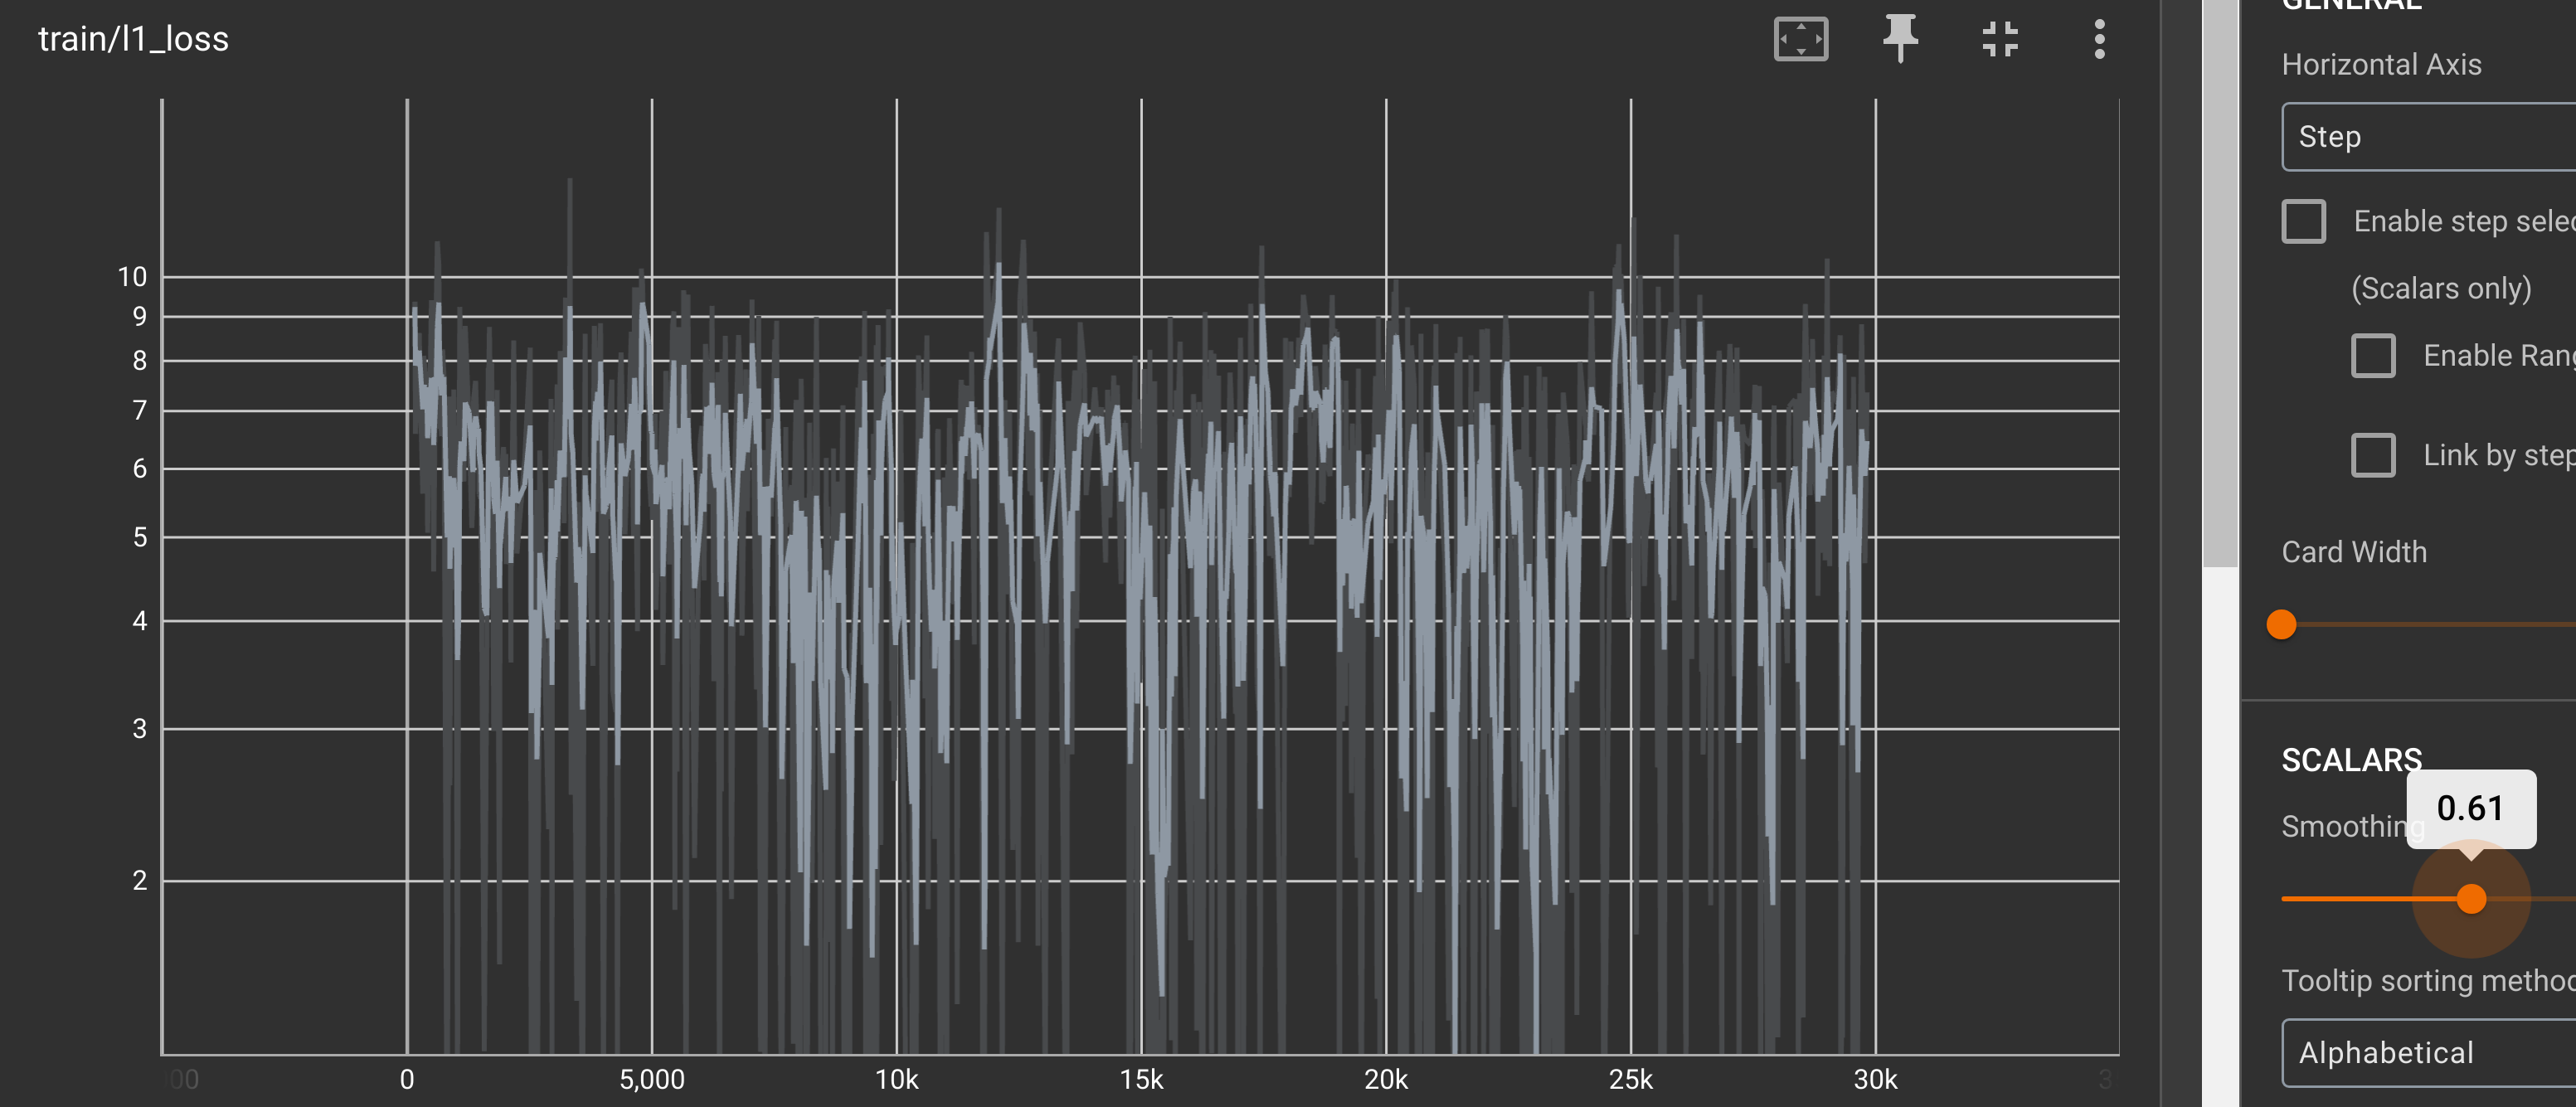 train/l1_loss
10
9
8
7
6
5
4
3
2
0
5,000
10k
15k
20k
25k
30k
GENERAL
Horizontal Axis
Step
Enable step selec
(Scalars only)
Enable Rang
Link by step
Card Width
SCALARS
Smoothing
0.61
Tooltip sorting method
Alphabetical